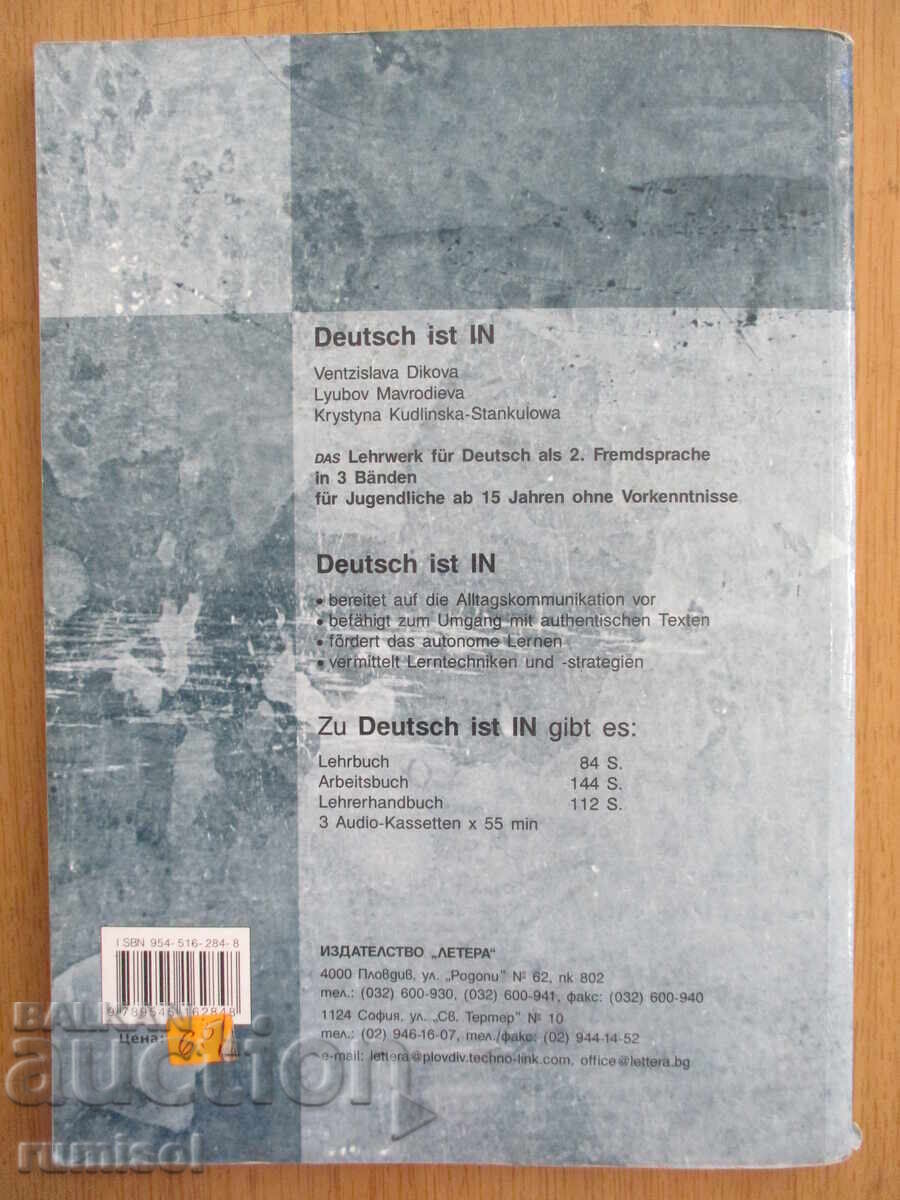 Deutsch ist IN
Ventzislava Dikova
Lyubov Mavrodieva
Krystyna Kudlinska-Stankulowa
DAS Lehrwerk für Deutsch als 2. Fremdsprache
in 3 Bänden
für Jugendliche ab 15 Jahren ohne Vorkenntnisse
Deutsch ist IN
• bereitet auf die Alltagskommunikation vor
• befähigt zum Umgang mit authentischen Texten
• fördert das autonome Lernen
• vermittelt Lerntechniken und -strategien
Zu Deutsch ist IN gibt es:
Lehrbuch 84 S.
Arbeitsbuch 144 S.
Lehrerhandbuch 112 S.
3 Audio-Kassetten x 55 min
ISBN 954-516-284-8
9 789545 162848
Цена:
ИЗДАТЕЛСТВО „ЛЕТЕРА“
4000 Пловдив, ул. „Родопи“ № 62, пк 802
тел.: (032) 600-930, (032) 600-941, факс: (032) 600-940
1124 София, ул. „Св. Тертер“ № 10
тел.: (02) 946-16-07, тел./факс: (02) 944-14-52
e-mail: lettera@plovdiv.techno-link.com, office@lettera.bg
BALKAN
auction
rumisol